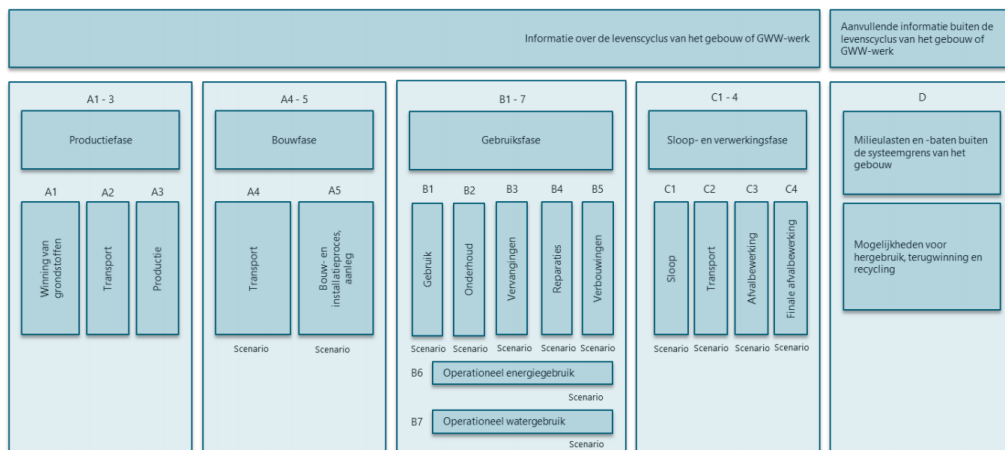 Informatie over de levenscyclus van het gebouw of GWW-werk
Aanvullende informatie buiten de
levenscyclus van het gebouw of
GWW-werk
A1 - 3
Productiefase
A1
A2
A3
Winning van
grondstoffen
Transport
Productie
A4 - 5
Bouwfase
A4
A5
Transport
Bouw- en
installatieproces,
aanleg
Scenario
Scenario
B1 - 7
Gebruiksfase
B1
B2
B3
B4
B5
Gebruik
Onderhoud
Vervangingen
Reparaties
Verbouwingen
Scenario
Scenario
Scenario
Scenario
Scenario
B6
Operationeel energiegebruik
Scenario
B7
Operationeel watergebruik
Scenario
C1 - 4
Sloop- en verwerkingsfase
C1
C2
C3
C4
Sloop
Transport
Afvalbewerking
Finale afvalbewerking
Scenario
Scenario
Scenario
Scenario
D
Milieulasten en -baten buiten
de systeemgrens van het
gebouw
Mogelijkheden voor
hergebruik, terugwinning en
recycling